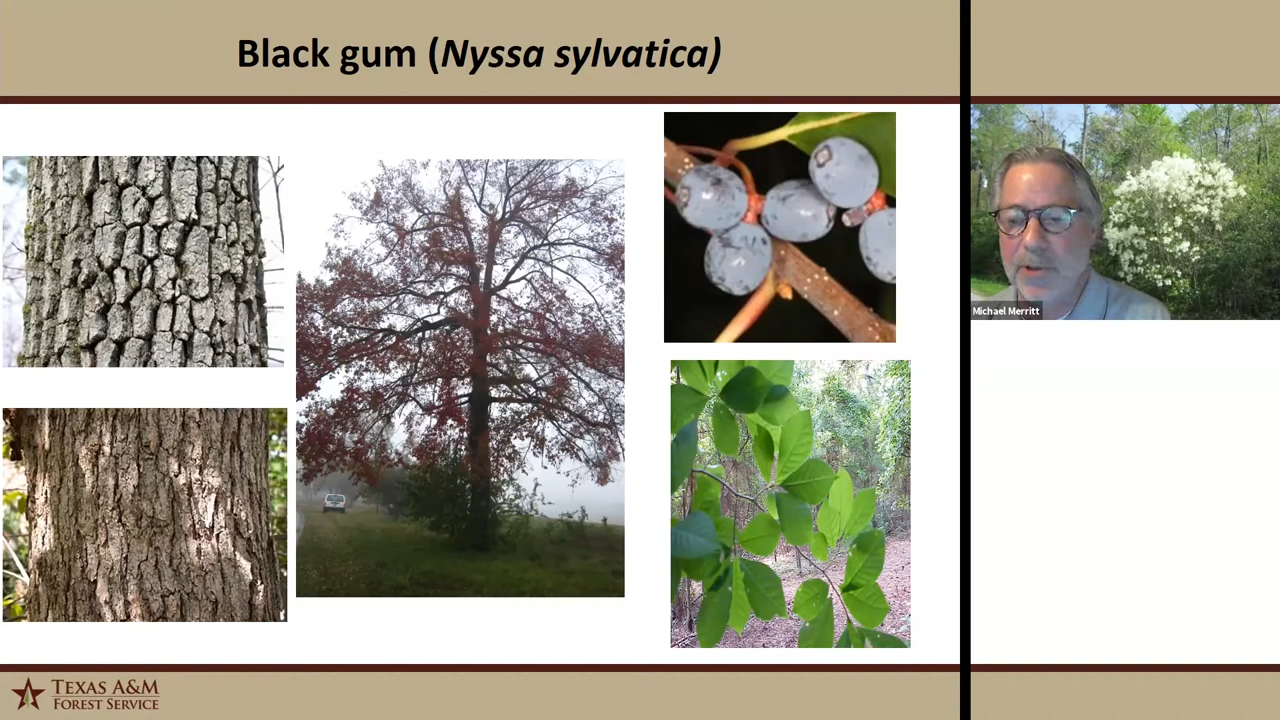 Black gum (Nyssa sylvatica)
Michael Merritt
TEXAS A&M
FOREST SERVICE